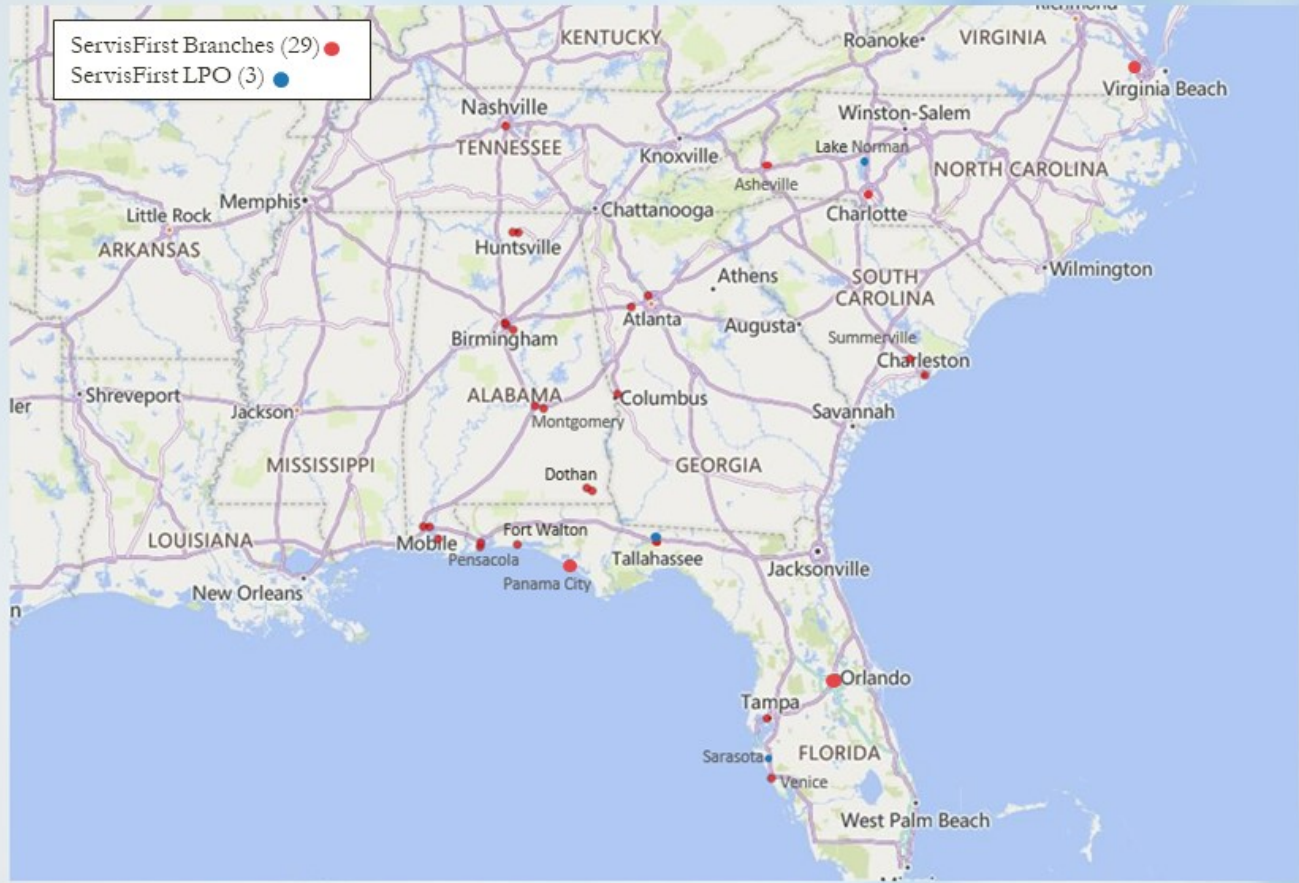 ServisFirst Branches (29)
ServisFirst LPO (3)
Richmond
KENTUCKY
Roanoke
VIRGINIA
Virginia Beach
Nashville
Winston-Salem
TENNESSEE
Knoxville
Lake Norman
NORTH CAROLINA
Asheville
Memphis
Little Rock
Chattanooga
Charlotte
ARKANSAS
Huntsville
Wilmington
Athens
SOUTH
CAROLINA
Atlanta
Augusta
Birmingham
Summerville
Charleston
ALABAMA
Shreveport
Columbus
ler
Jackson
Savannah
Montgomery
MISSISSIPPI
GEORGIA
Dothan
Fort Walton
LOUISIANA
Mobile
Pensacola
Tallahassee
Jacksonville
Panama City
New Orleans
n
Orlando
Tampa
Sarasota
FLORIDA
Venice
West Palm Beach